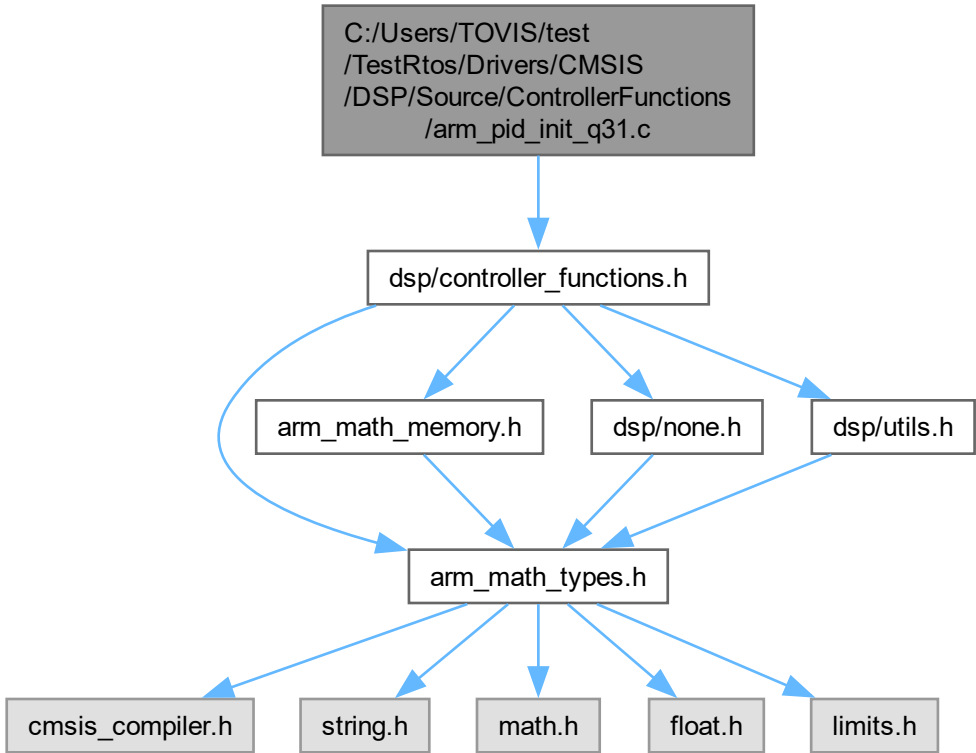 C:/Users/TOVIS/test
/TestRtos/Drivers/CMSIS
/DSP/Source/ControllerFunctions
/arm_pid_init_q31.c
dsp/controller_functions.h
arm_math_memory.h
dsp/none.h
dsp/utils.h
arm_math_types.h
cmsis_compiler.h
string.h
math.h
float.h
limits.h